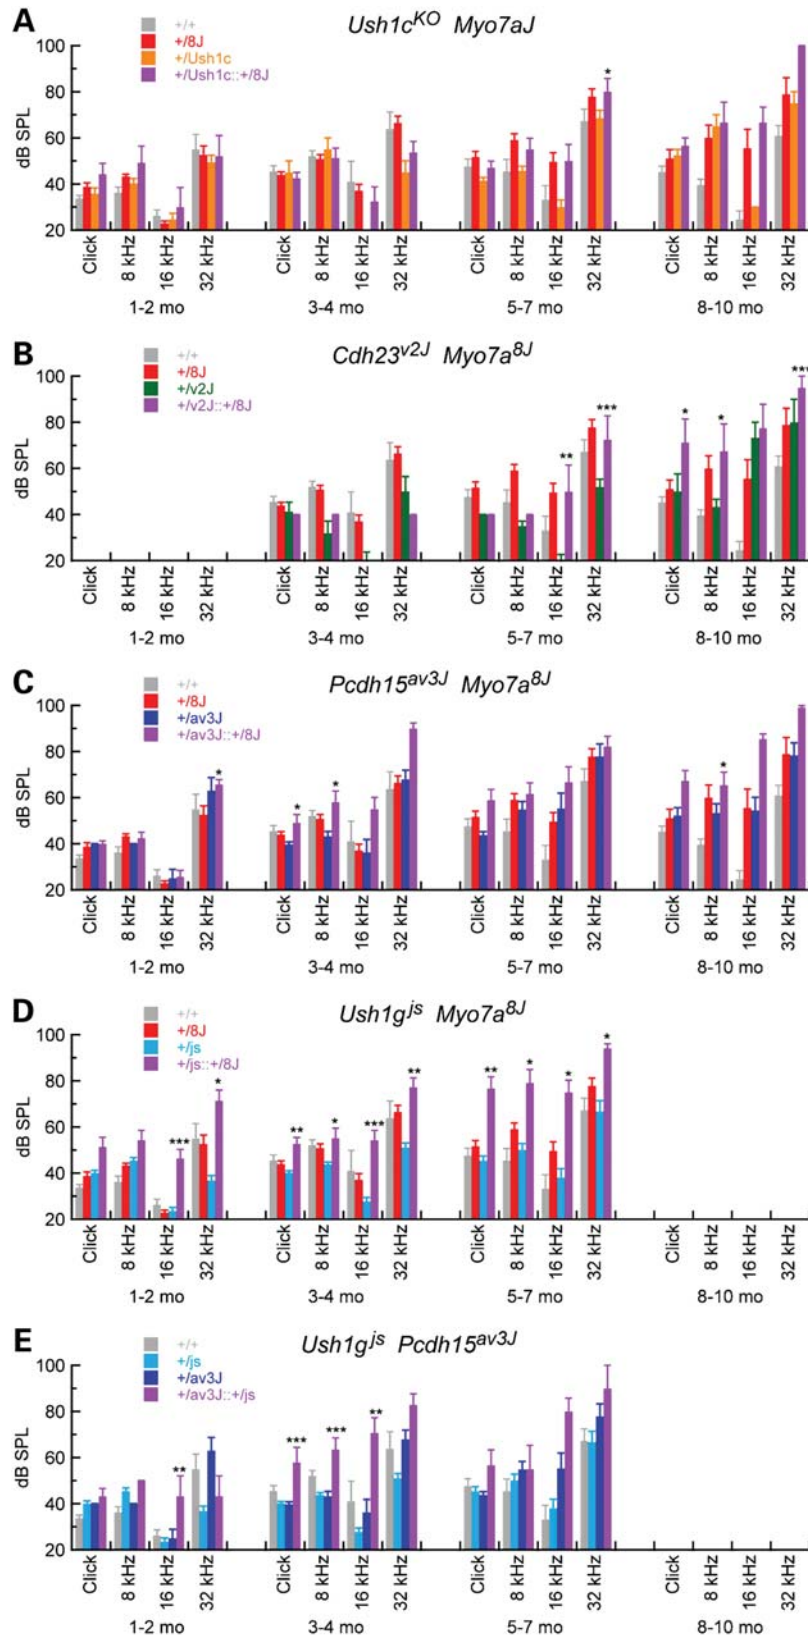 A Ush1cKO Myo7aJ
+/+
+/8J
+/Ush1c
+/Ush1c::+/8J
100
80
60
40
20
dB SPL
*
Click 8 kHz 16 kHz 32 kHz Click 8 kHz 16 kHz 32 kHz Click 8 kHz 16 kHz 32 kHz Click 8 kHz 16 kHz 32 kHz
1-2 mo 3-4 mo 5-7 mo 8-10 mo
B Cdh23v2J Myo7a8J
+/+
+/8J
+/v2J
+/v2J::+/8J
100
80
60
40
20
dB SPL
** *** * * ***
Click 8 kHz 16 kHz 32 kHz Click 8 kHz 16 kHz 32 kHz Click 8 kHz 16 kHz 32 kHz Click 8 kHz 16 kHz 32 kHz
1-2 mo 3-4 mo 5-7 mo 8-10 mo
C Pcdh15av3J Myo7a8J
+/+
+/8J
+/av3J
+/av3J::+/8J
100
80
60
40
20
dB SPL
* * * *
Click 8 kHz 16 kHz 32 kHz Click 8 kHz 16 kHz 32 kHz Click 8 kHz 16 kHz 32 kHz Click 8 kHz 16 kHz 32 kHz
1-2 mo 3-4 mo 5-7 mo 8-10 mo
D Ush1gjs Myo7a8J
+/+
+/8J
+/js
+/js::+/8J
100
80
60
40
20
dB SPL
*** * ** * *** ** ** * * *
Click 8 kHz 16 kHz 32 kHz Click 8 kHz 16 kHz 32 kHz Click 8 kHz 16 kHz 32 kHz Click 8 kHz 16 kHz 32 kHz
1-2 mo 3-4 mo 5-7 mo 8-10 mo
E Ush1gjs Pcdh15av3J
+/+
+/js
+/av3J
+/av3J::+/js
100
80
60
40
20
dB SPL
** *** *** **
Click 8 kHz 16 kHz 32 kHz Click 8 kHz 16 kHz 32 kHz Click 8 kHz 16 kHz 32 kHz Click 8 kHz 16 kHz 32 kHz
1-2 mo 3-4 mo 5-7 mo 8-10 mo